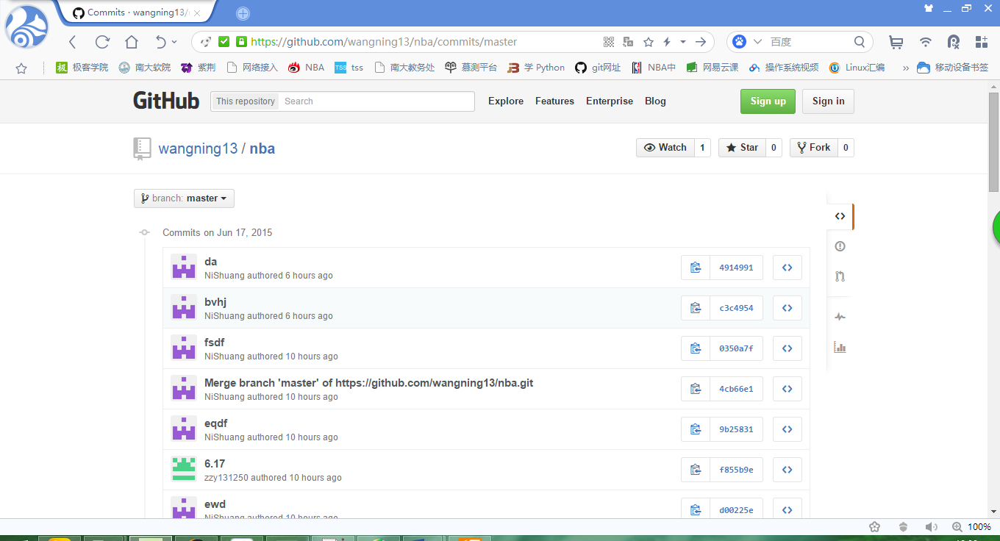 Commits · wangning13/
https://github.com/wangning13/nba/commits/master
百度
极客学院
南大软院
紫荆
网络接入
NBA
tss
南大教务处
慕测平台
学 Python
git网址
NBA中
网易云课
操作系统视频
Linux汇编
»
移动设备书签
GitHub
This repository
Search
Explore
Features
Enterprise
Blog
Sign up
Sign in
wangning13 / nba
Watch 1
Star 0
Fork 0
branch: master
Commits on Jun 17, 2015
da
NiShuang authored 6 hours ago
4914991
bvhj
NiShuang authored 6 hours ago
c3c4954
fsdf
NiShuang authored 10 hours ago
0350a7f
Merge branch 'master' of https://github.com/wangning13/nba.git
NiShuang authored 10 hours ago
4cb66e1
eqdf
NiShuang authored 10 hours ago
9b25831
6.17
zzy131250 authored 10 hours ago
f855b9e
ewd
NiShuang authored 10 hours ago
d00225e
100%